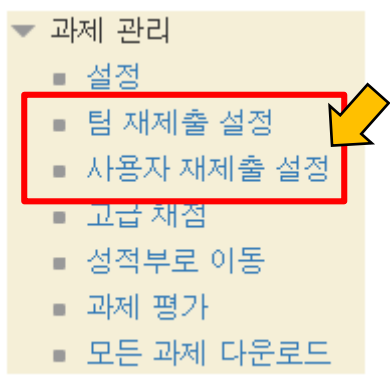 과제 관리
설정
팀 재제출 설정
사용자 재제출 설정
고급 채점
성적부로 이동
과제 평가
모든 과제 다운로드